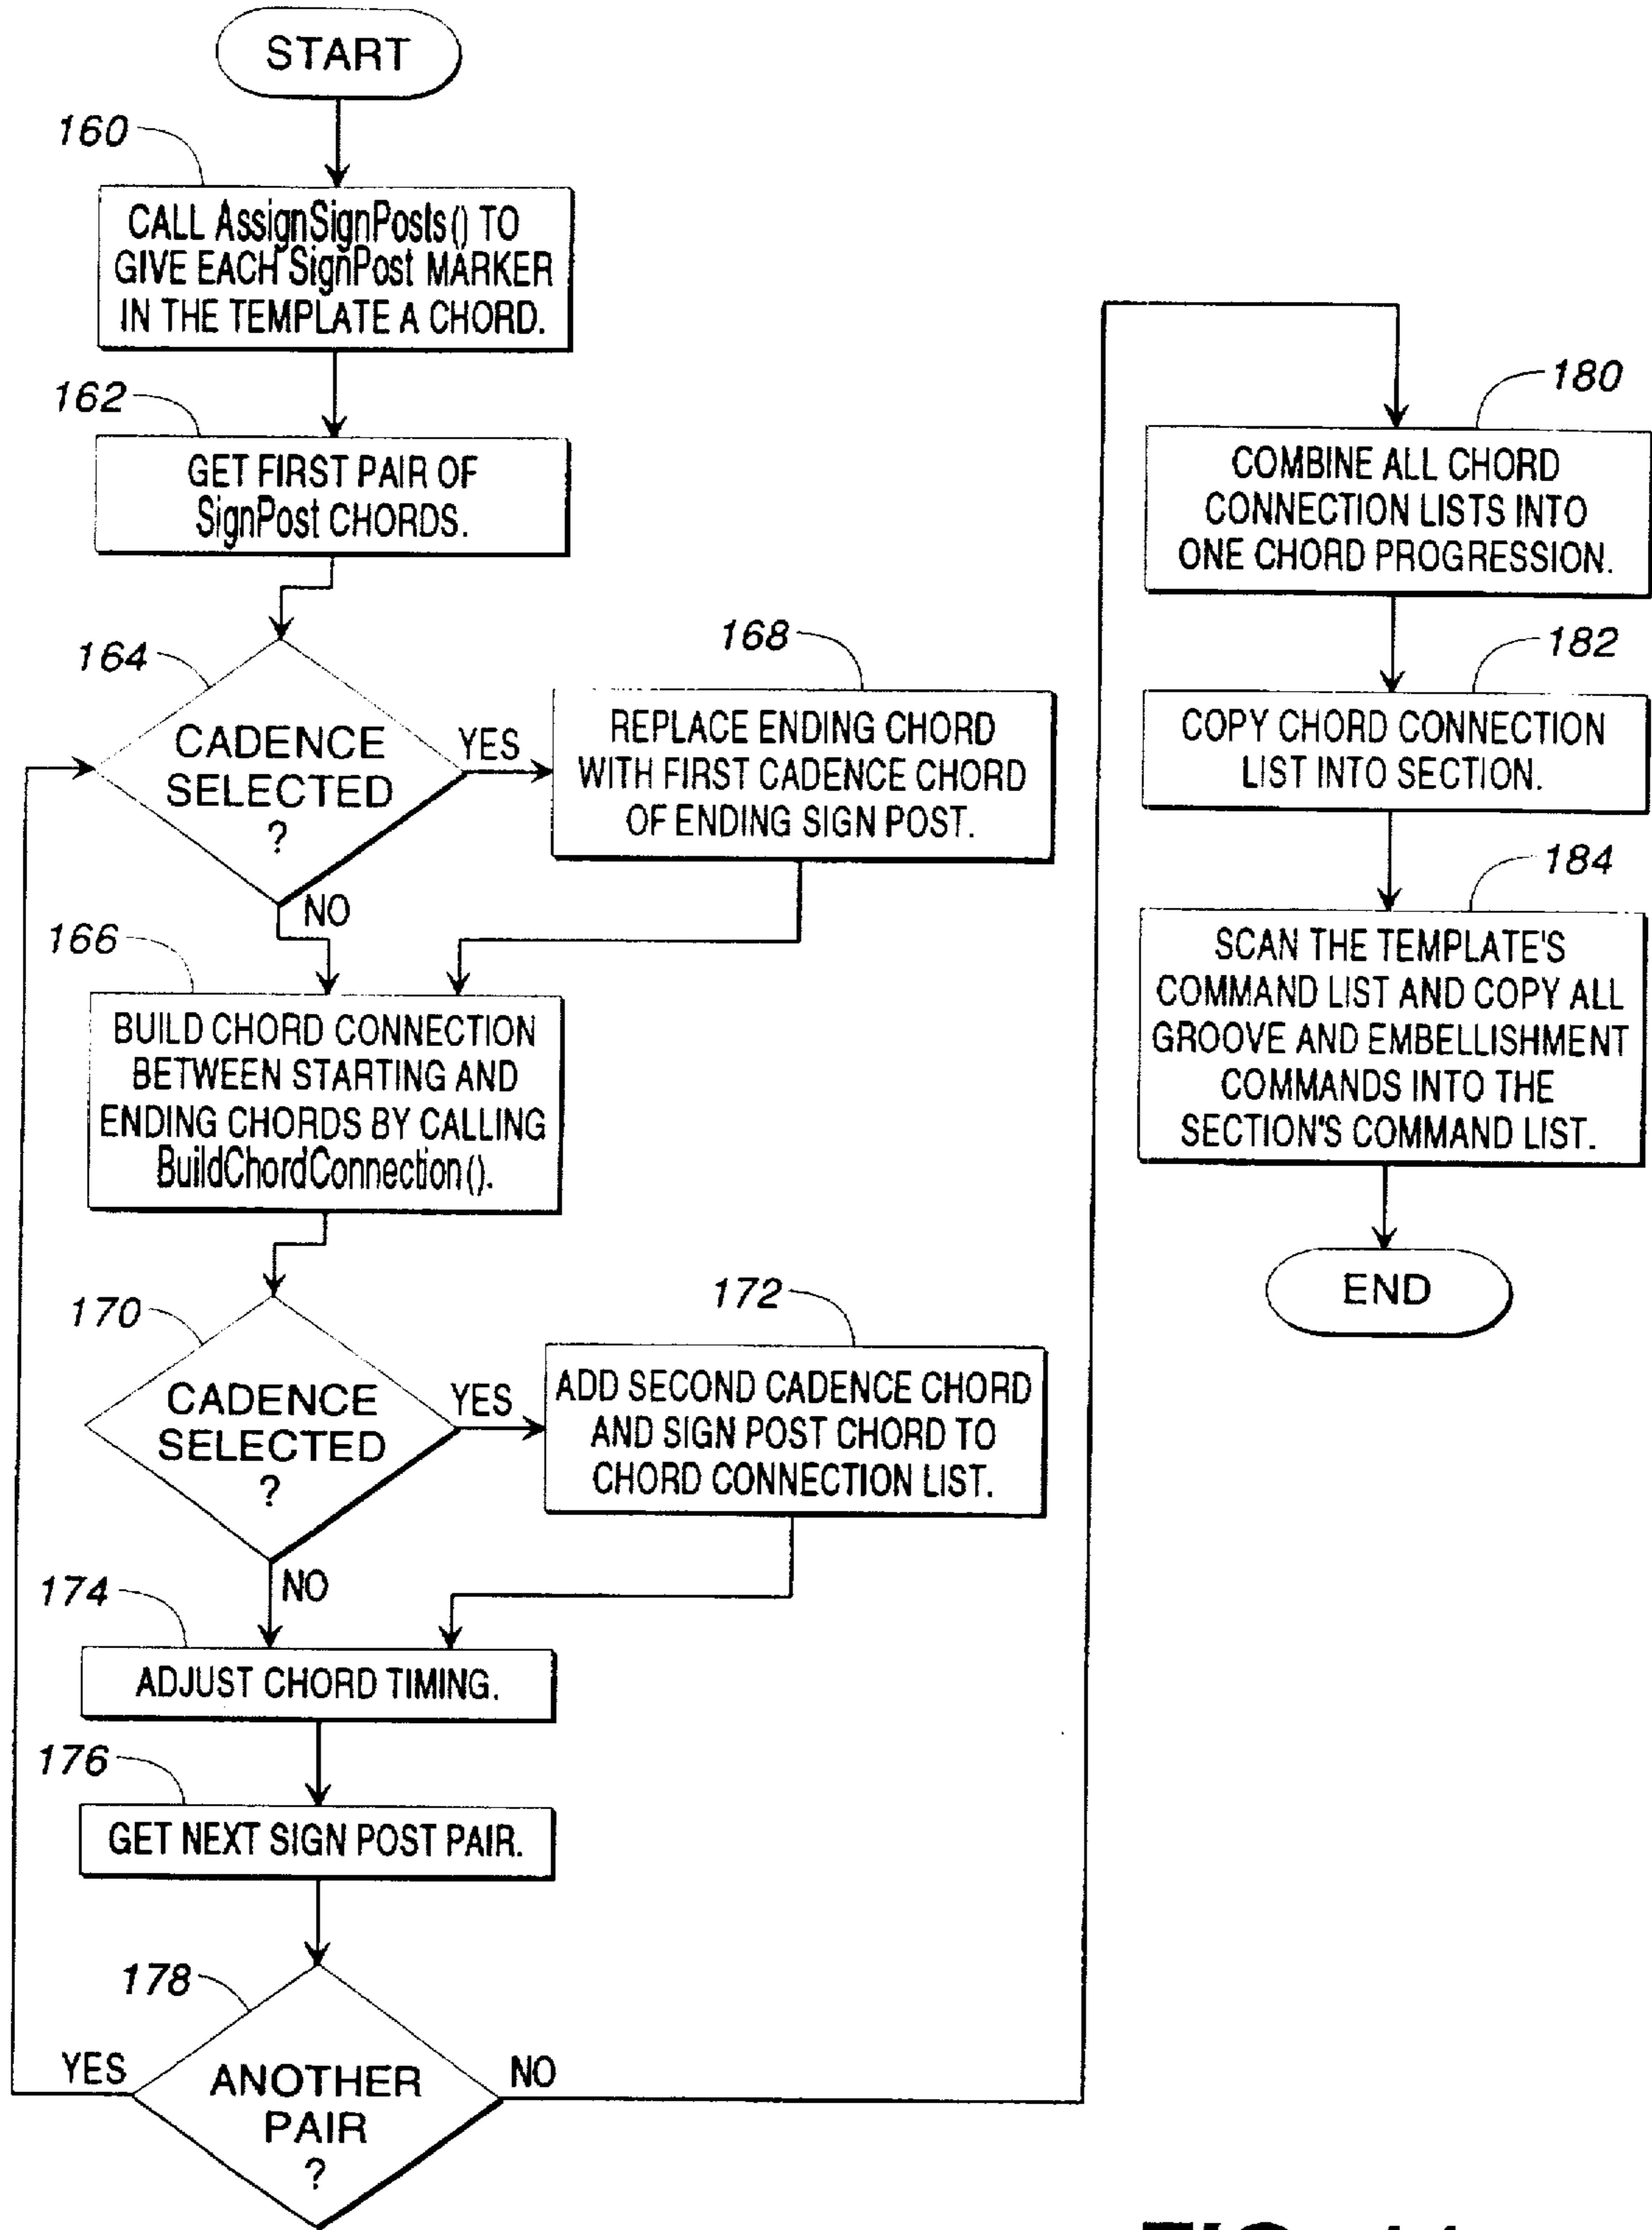 START
160
CALL AssignSignPosts() TO
GIVE EACH SignPost MARKER
IN THE TEMPLATE A CHORD.
162
GET FIRST PAIR OF
SignPost CHORDS.
164
CADENCE
SELECTED
?
YES
NO
168
REPLACE ENDING CHORD
WITH FIRST CADENCE CHORD
OF ENDING SIGN POST.
166
BUILD CHORD CONNECTION
BETWEEN STARTING AND
ENDING CHORDS BY CALLING
BuildChordConnection().
170
CADENCE
SELECTED
?
YES
NO
172
ADD SECOND CADENCE CHORD
AND SIGN POST CHORD TO
CHORD CONNECTION LIST.
174
ADJUST CHORD TIMING.
176
GET NEXT SIGN POST PAIR.
178
ANOTHER
PAIR
?
YES
NO
180
COMBINE ALL CHORD
CONNECTION LISTS INTO
ONE CHORD PROGRESSION.
182
COPY CHORD CONNECTION
LIST INTO SECTION.
184
SCAN THE TEMPLATE'S
COMMAND LIST AND COPY ALL
GROOVE AND EMBELLISHMENT
COMMANDS INTO THE
SECTION'S COMMAND LIST.
END